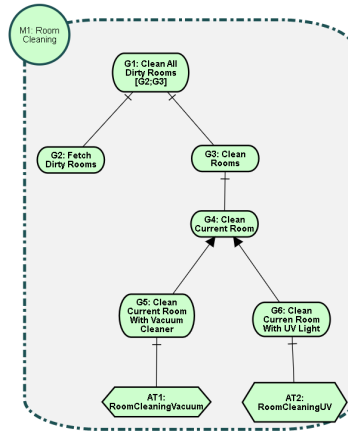 M1: Room
Cleaning
G1: Clean All
Dirty Rooms
[G2;G3]
G2: Fetch
Dirty Rooms
G3: Clean
Rooms
G4: Clean
Current Room
G5: Clean
Current Room
With Vacuum
Cleaner
G6: Clean
Curren Room
With UV Light
AT1:
RoomCleaningVacuum
AT2:
RoomCleaningUV